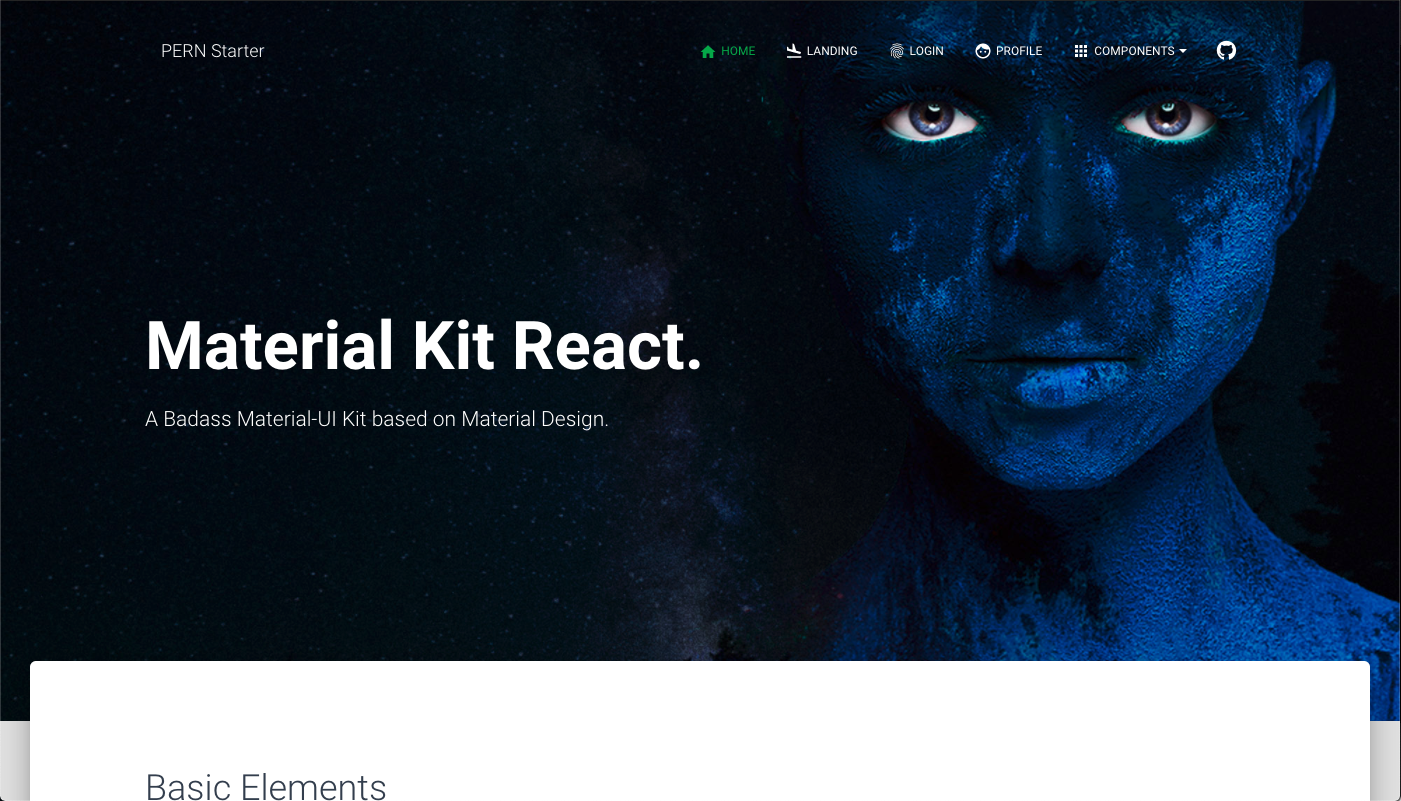 PERN Starter
HOME LANDING LOGIN PROFILE COMPONENTS
Material Kit React.
A Badass Material-UI Kit based on Material Design.
Basic Elements